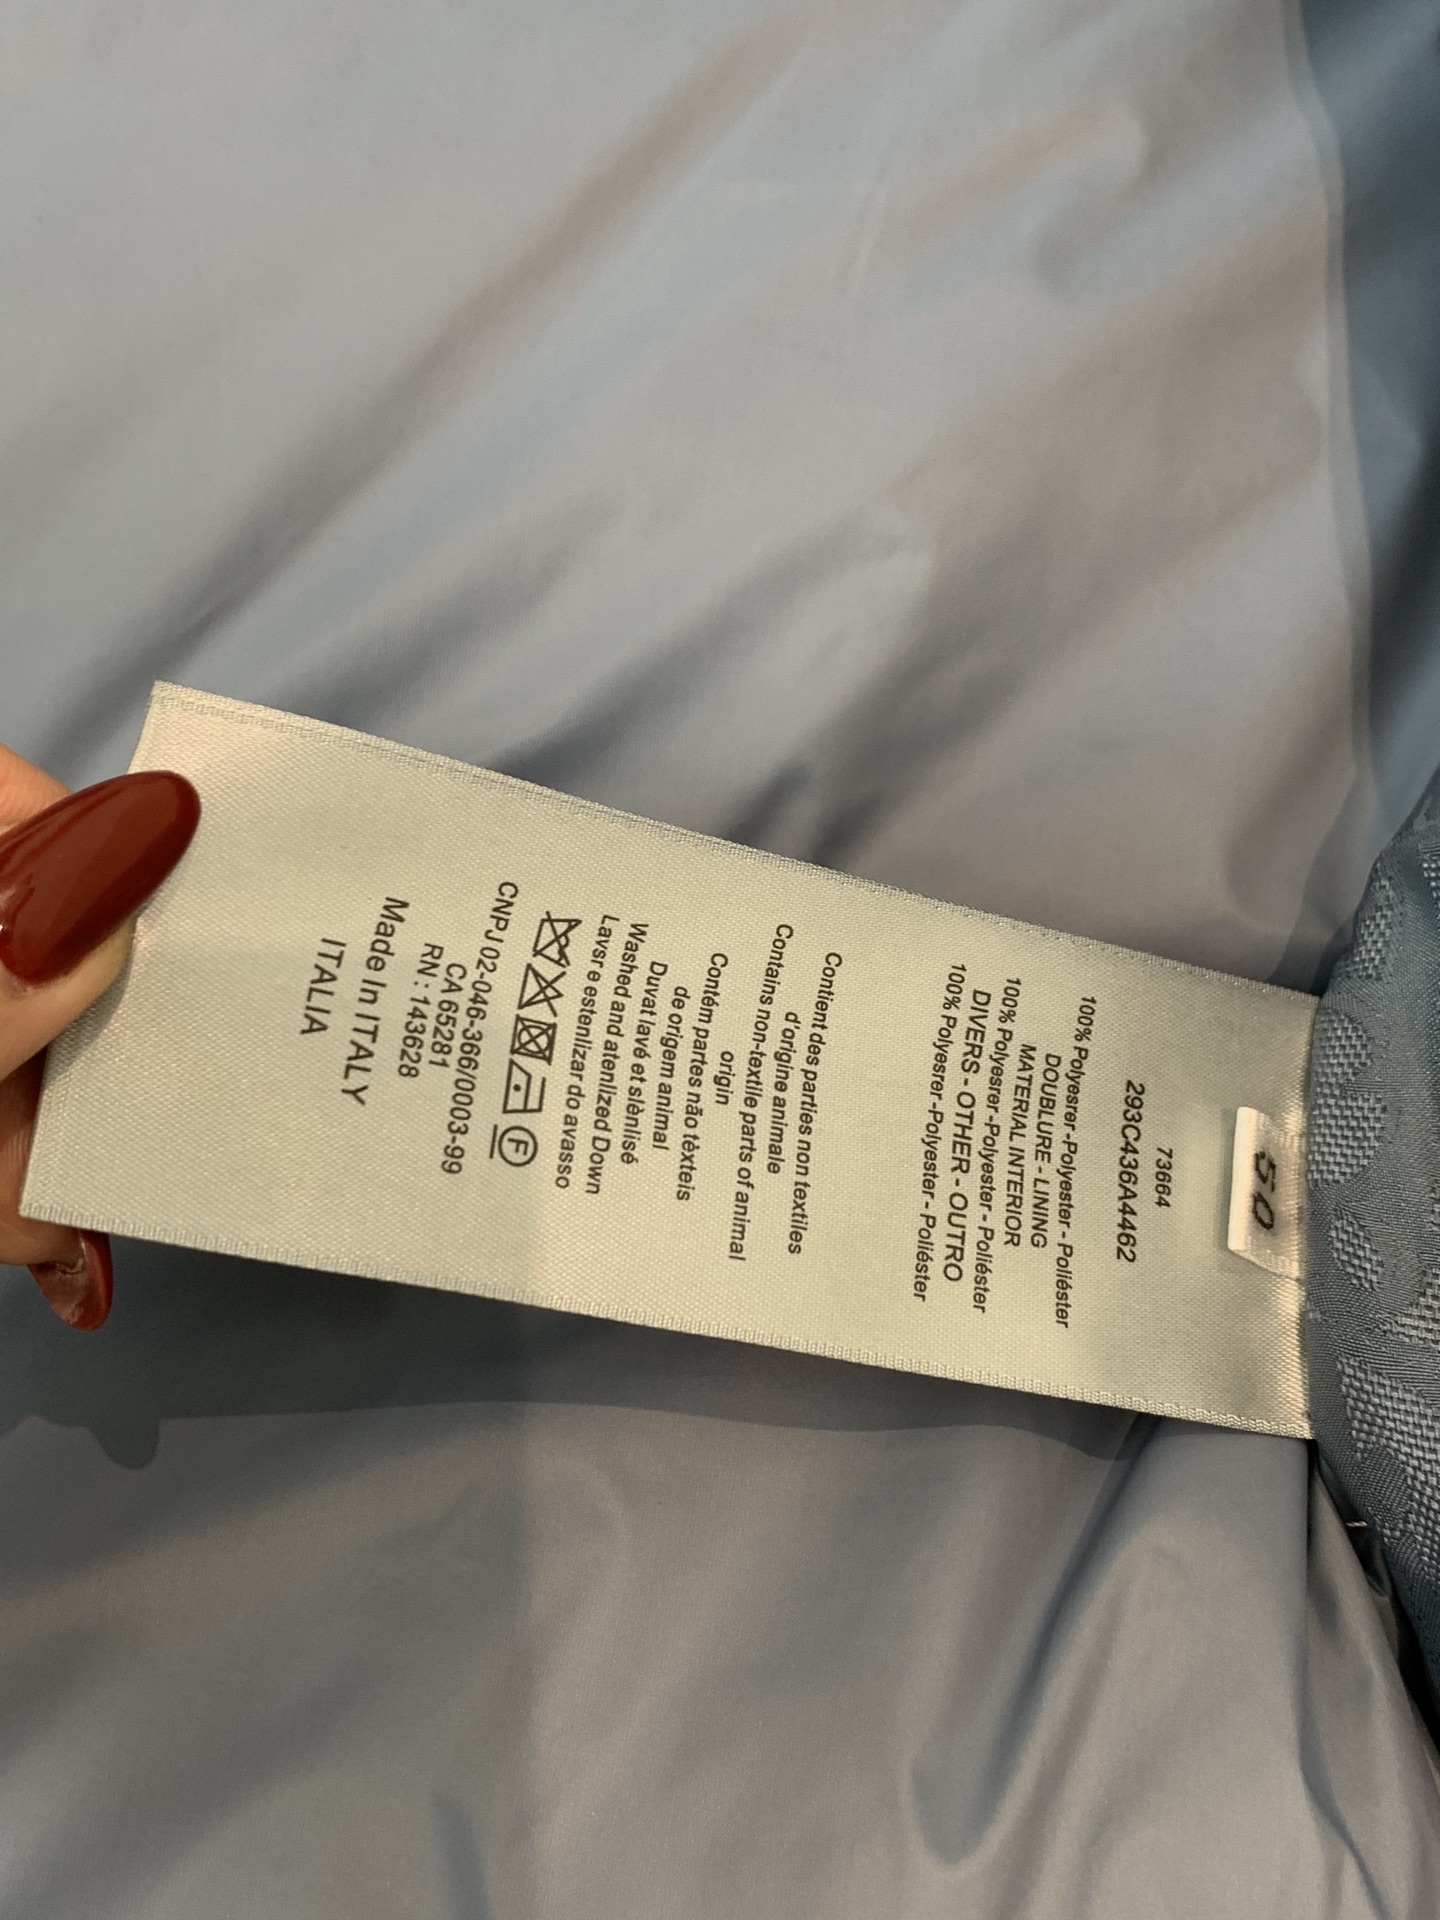 50
73664
293C436A4462
100% Polyesrer -Polyester - Poliéster
DOUBLURE - LINING
MATERIAL INTERIOR
100% Polyesrer -Polyester - Poliéster
DIVERS - OTHER - OUTRO
100% Polyesrer -Polyester - Poliéster
Contient des parties non textiles
d'origine animale
Contains non-textile parts of animal
origin
Contém partes não tèxteis
de origem animal
Duvat lavé et slènlisé
Washed and atenlized Down
Lavsr e estenlizar do avasso
F
CNPJ 02-046-366/0003-99
CA 65281
RN : 143628
Made In ITALY
ITALIA